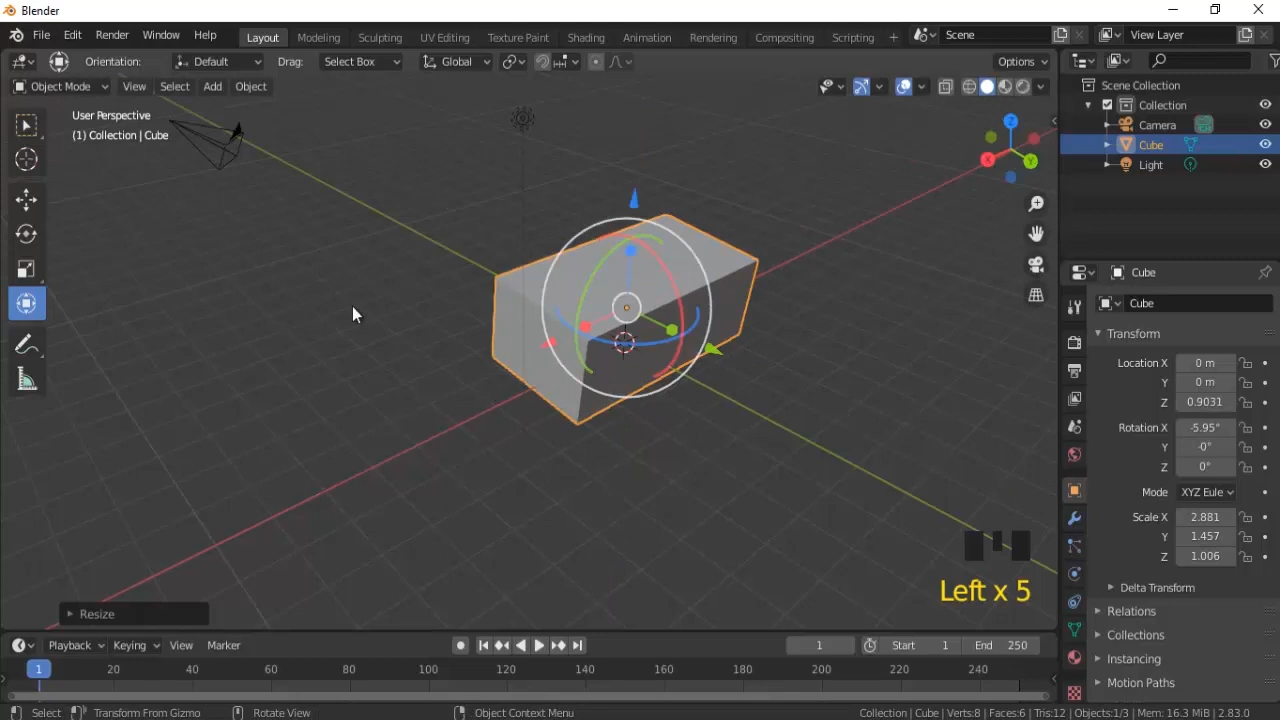 Blender
File Edit Render Window Help Layout Modeling Sculpting UV Editing Texture Paint Shading Animation Rendering Compositing Scripting + Scene View Layer
Orientation: Default Drag: Select Box Global Options
Object Mode View Select Add Object
User Perspective
(1) Collection | Cube
Z
X
Y
Scene Collection
Collection
Camera
Cube
Light
Cube
Cube
Transform
Location X 0 m
Y 0 m
Z 0.9031
Rotation X -5.95°
Y -0°
Z 0°
Mode XYZ Eule
Scale X 2.881
Y 1.457
Z 1.006
Delta Transform
Relations
Collections
Instancing
Motion Paths
Left x 5
Resize
Playback Keying View Marker 1 Start 1 End 250
1 20 40 60 80 100 120 140 160 180 200 220 240
Select Transform From Gizmo Rotate View Object Context Menu Collection | Cube | Verts:8 | Faces:6 | Tris:12 | Objects:1/3 | Mem: 16.3 MiB | 2.83.0